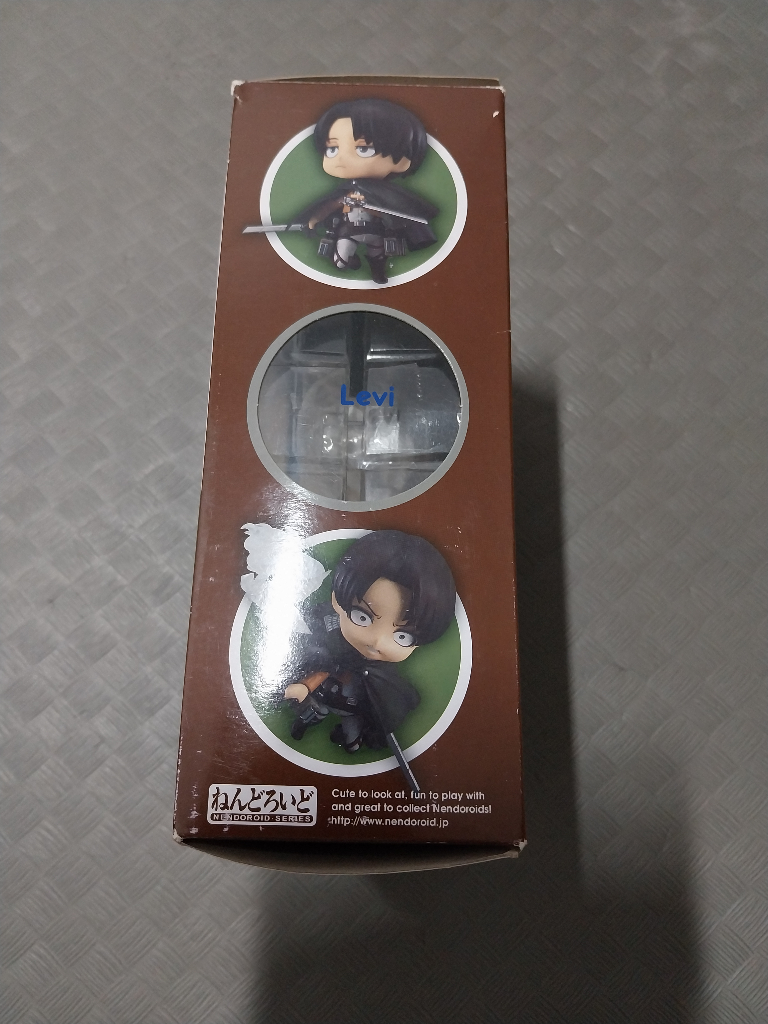 Levi
ねんどろいど
NENDOROID·SERIES
Cute to look at, fun to play with
and great to collect Nendoroids!
http://www.nendoroid.jp